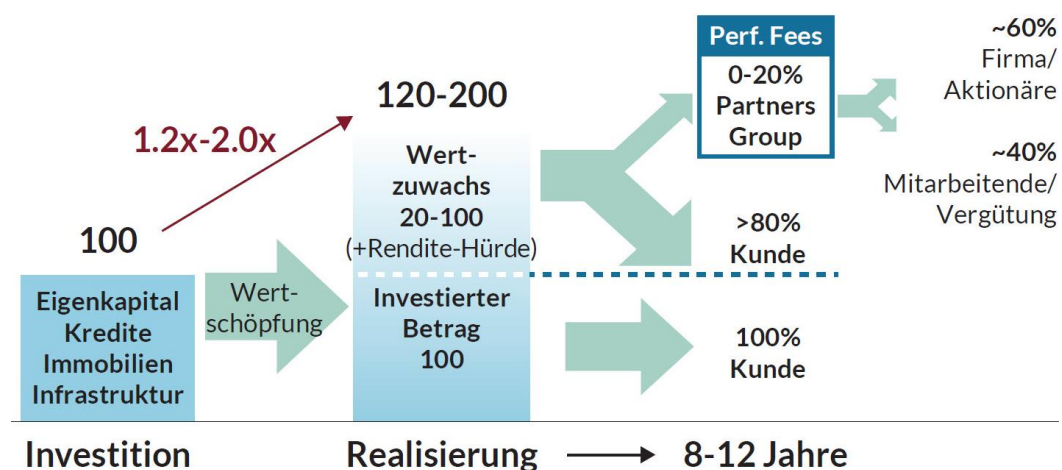 Perf. Fees
0-20%
Partners
Group
~60%
Firma/
Aktionäre
~40%
Mitarbeitende/
Vergütung
120-200
1.2x-2.0x
Wert-
zuwachs
20-100
(+Rendite-Hürde)
>80%
Kunde
100
Eigenkapital
Kredite
Immobilien
Infrastruktur
Wert-
schöpfung
Investierter
Betrag
100
100%
Kunde
Investition
Realisierung
8-12 Jahre